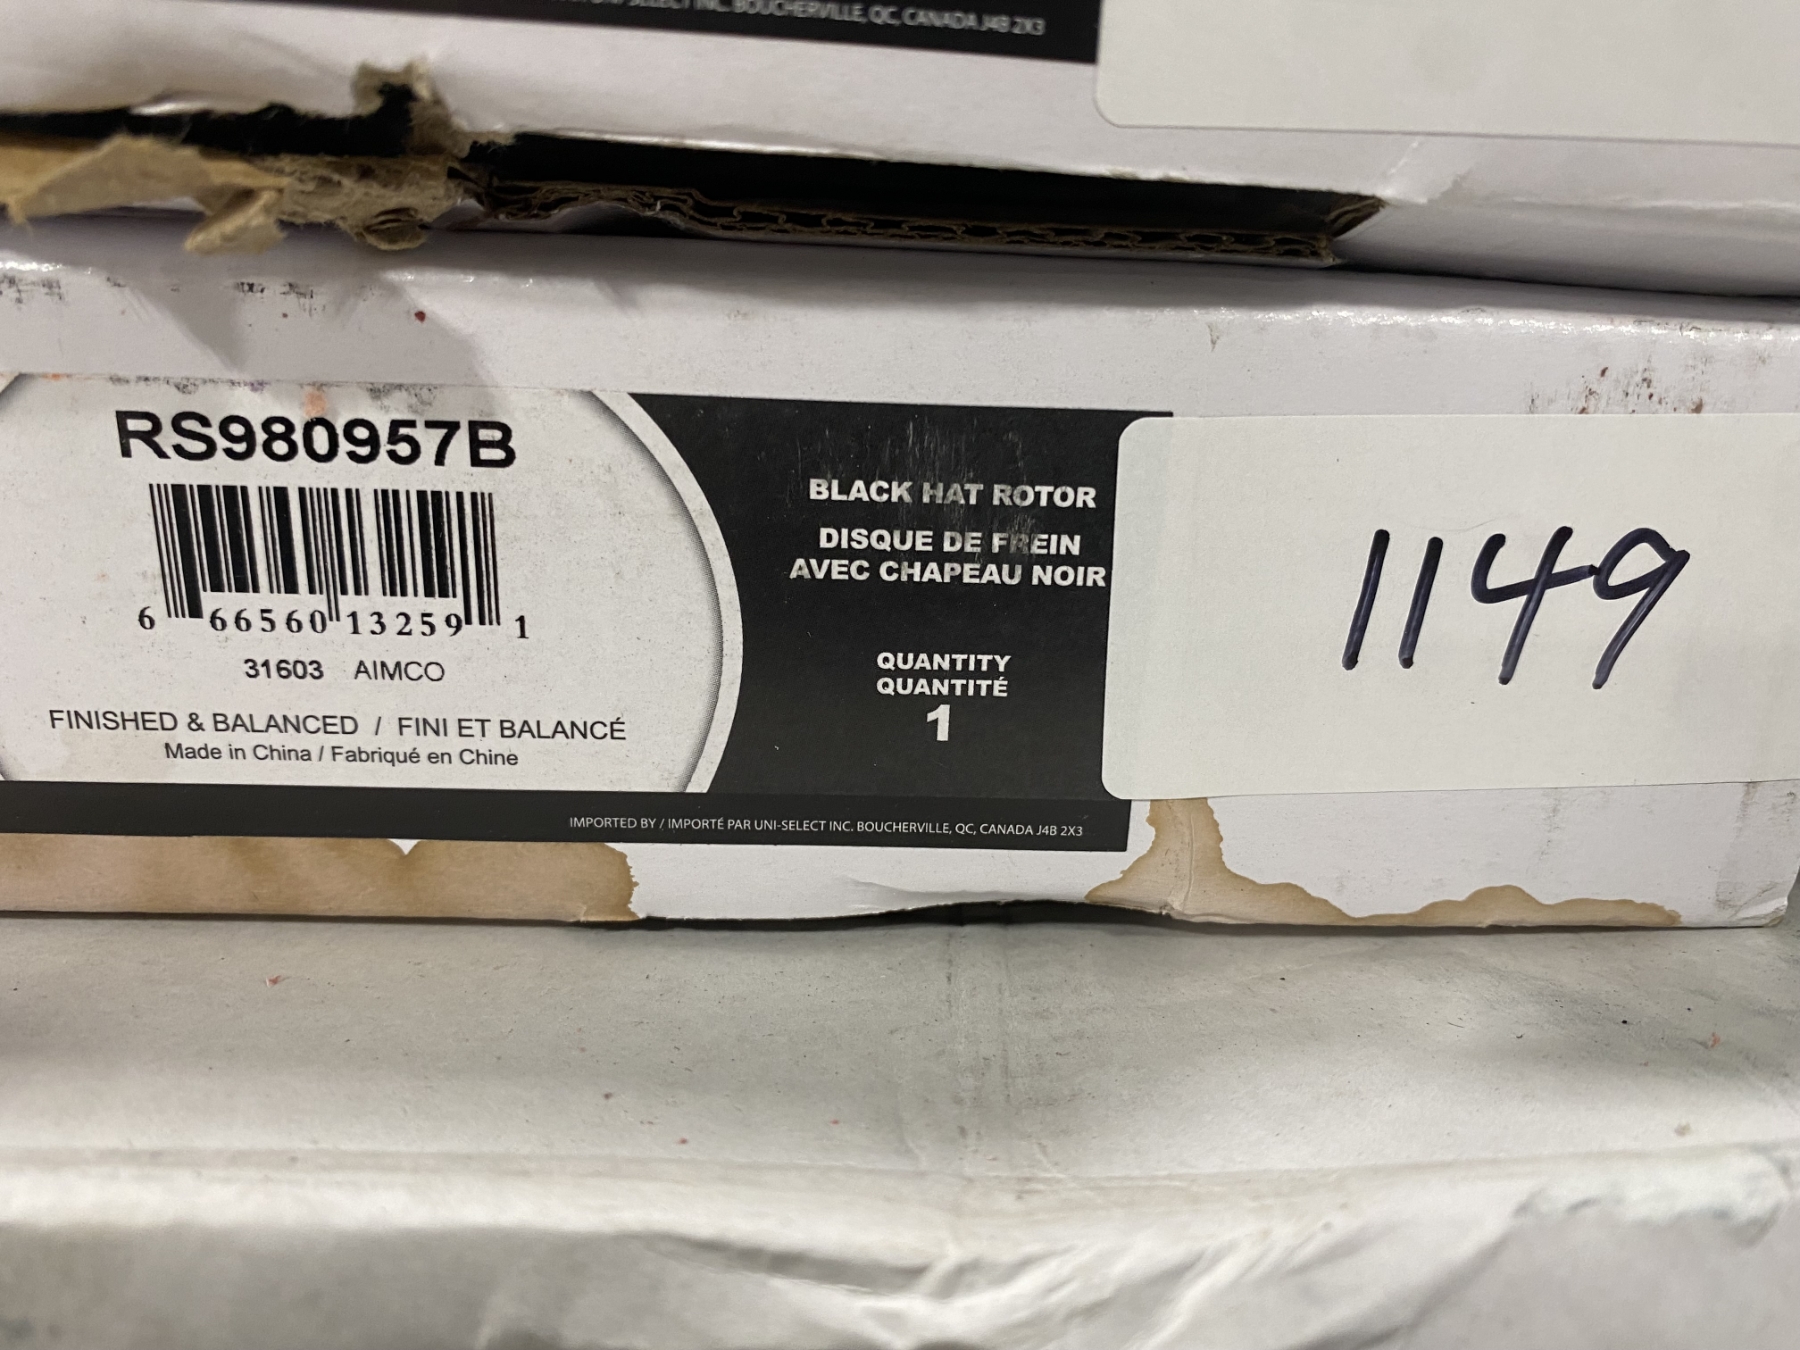 INC. BOUCHERVILLE, QC, CANADA J4B 2X3
RS980957B
6 66560 13259 1
31603 AIMCO
FINISHED & BALANCED / FINI ET BALANCÉ
Made in China / Fabriqué en Chine
BLACK HAT ROTOR
DISQUE DE FREIN
AVEC CHAPEAU NOIR
QUANTITY
QUANTITÉ
1
IMPORTED BY / IMPORTÉ PAR UNI-SELECT INC. BOUCHERVILLE, QC, CANADA J4B 2X3
1149